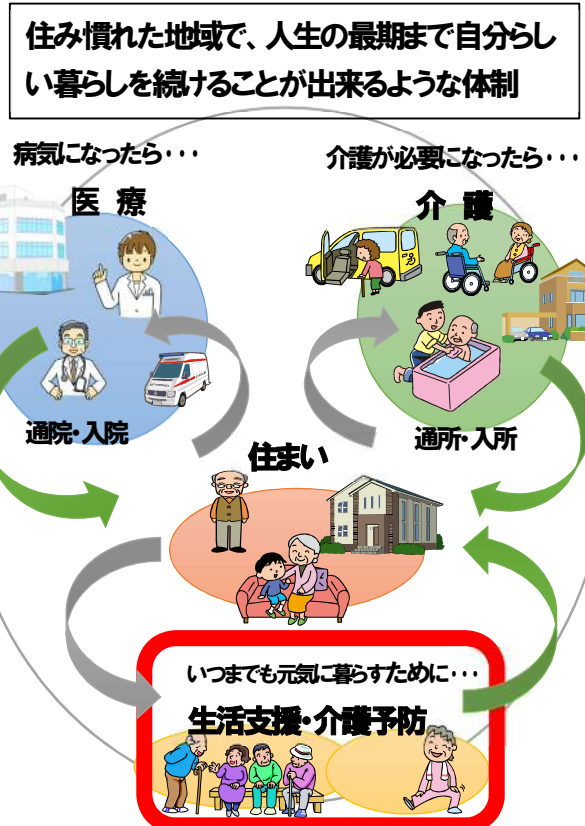 住み慣れた地域で、人生の最期まで自分らし
い暮らしを続けることが出来るような体制
病気になったら・・・
医 療
通院・入院
介護が必要になったら・・・
介 護
通所・入所
住まい
いつまでも元気に暮らすために・・・
生活支援・介護予防